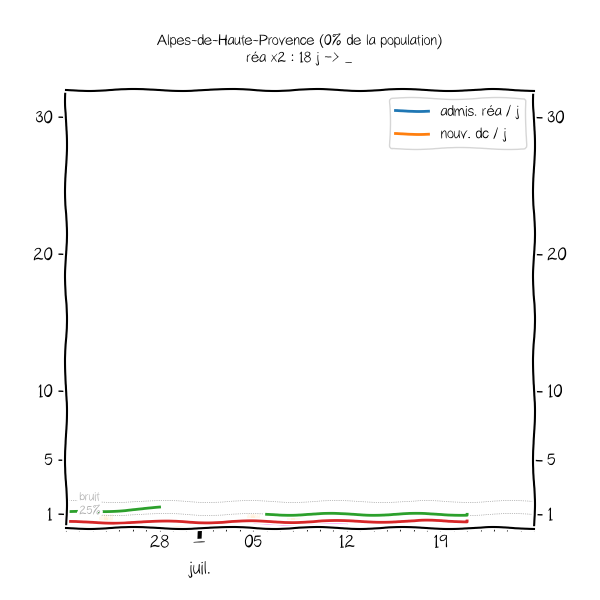 Alpes-de-Haute-Provence (0% de la population)
réa x2 : 18 j -> _
admis. réa / j
nouv. dc / j
30
20
10
5
1
30
20
10
5
1
bruit
25%
28
05
12
19
juil.